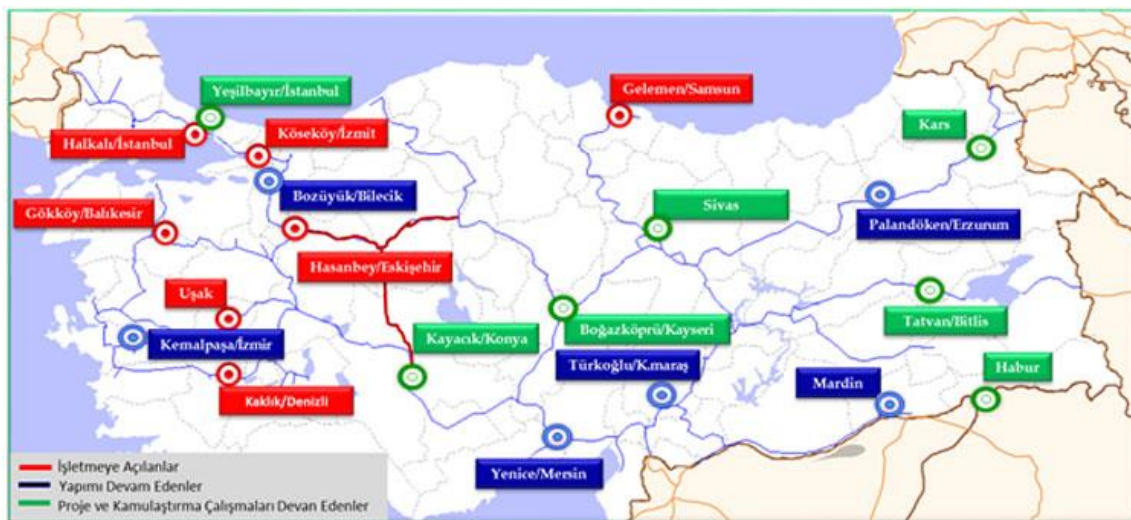 Yeşilbayır/İstanbul
Gelemen/Samsun
Halkalı/İstanbul
Köseköy/İzmit
Kars
Bozüyük/Bilecik
Gökköy/Balıkesir
Sivas
Palandöken/Erzurum
Hasanbey/Eskişehir
Uşak
Kemalpaşa/İzmir
Kayacık/Konya
Boğazköprü/Kayseri
Tatvan/Bitlis
Türkoğlu/K.maraş
Mardin
Habur
Kaklık/Denizli
Yenice/Mersin
İşletmeye Açılanlar
Yapımı Devam Edenler
Proje ve Kamulaştırma Çalışmaları Devan Edenler